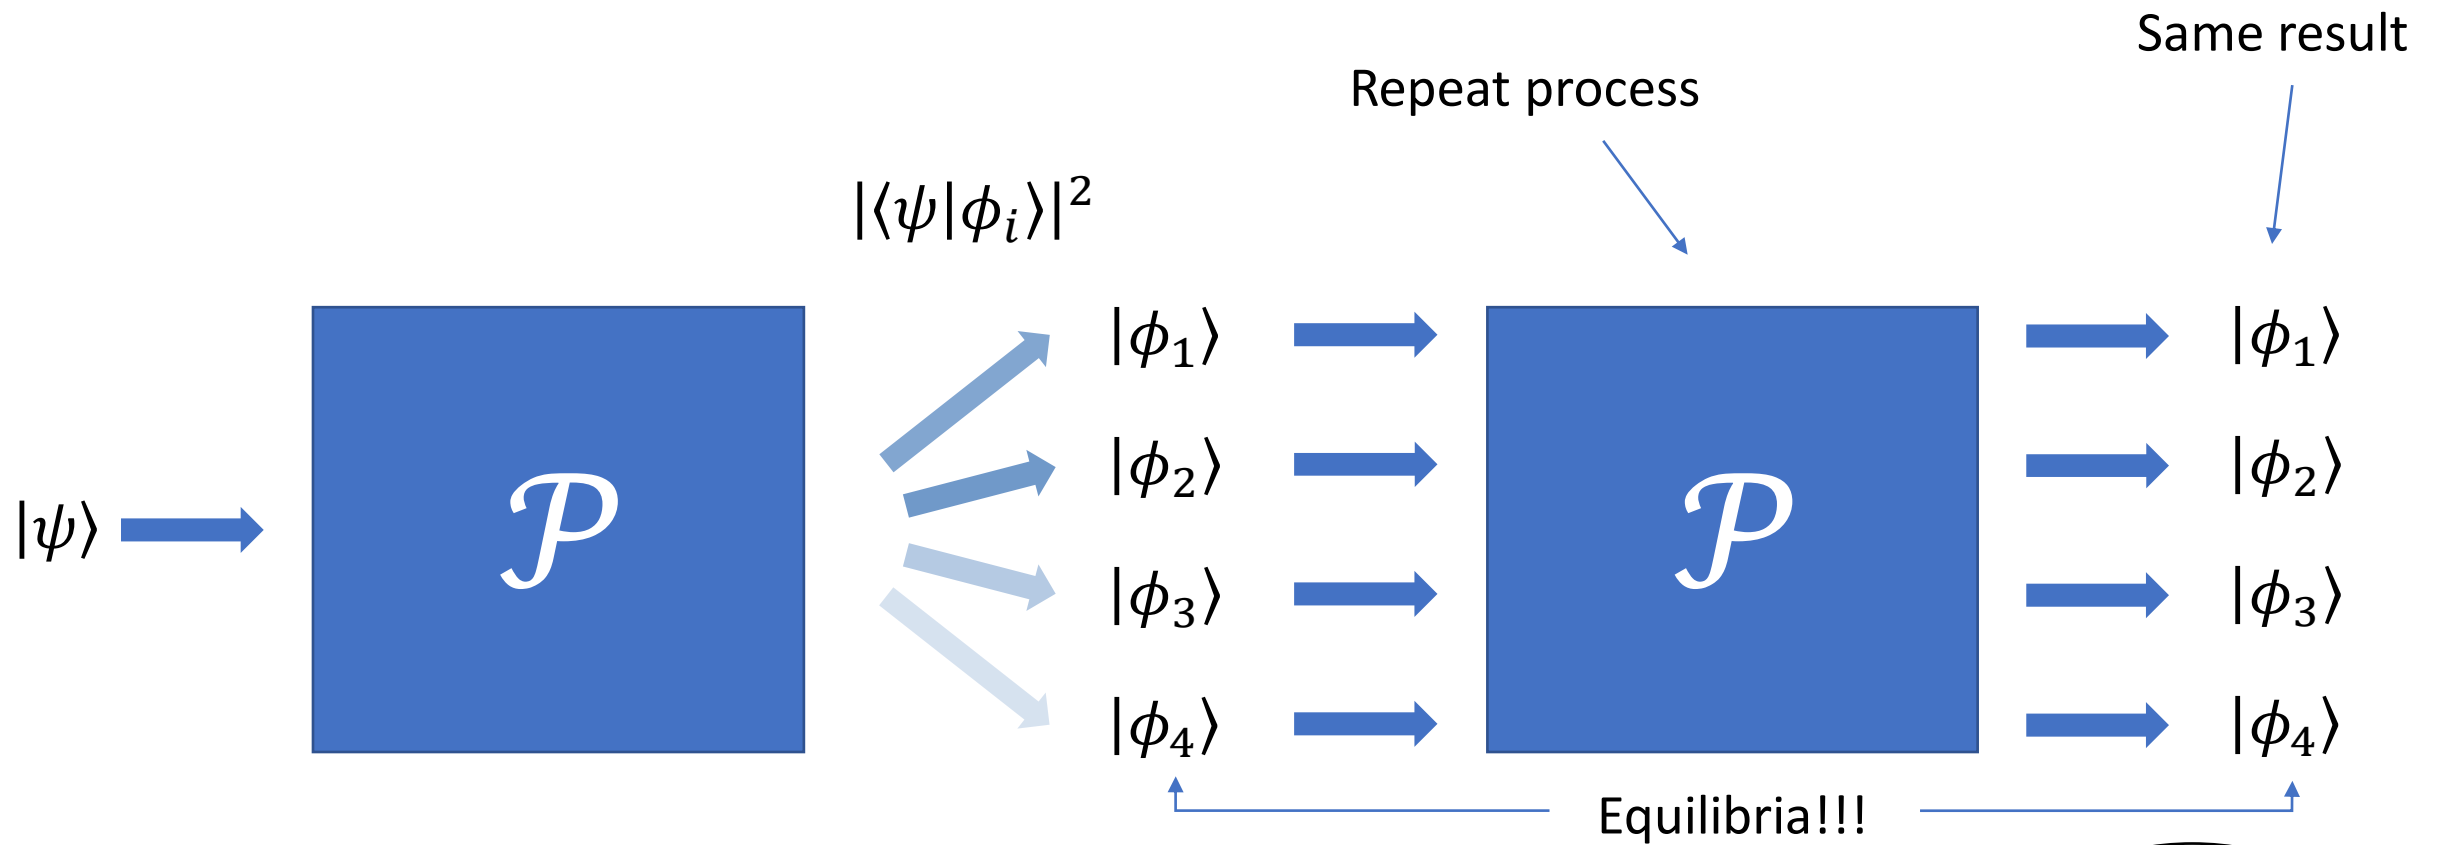 Same result
Repeat process
|⟨ψ|ϕᵢ⟩|²
|ψ⟩
𝒫
|ϕ₁⟩
|ϕ₂⟩
|ϕ₃⟩
|ϕ₄⟩
𝒫
|ϕ₁⟩
|ϕ₂⟩
|ϕ₃⟩
|ϕ₄⟩
Equilibria!!!